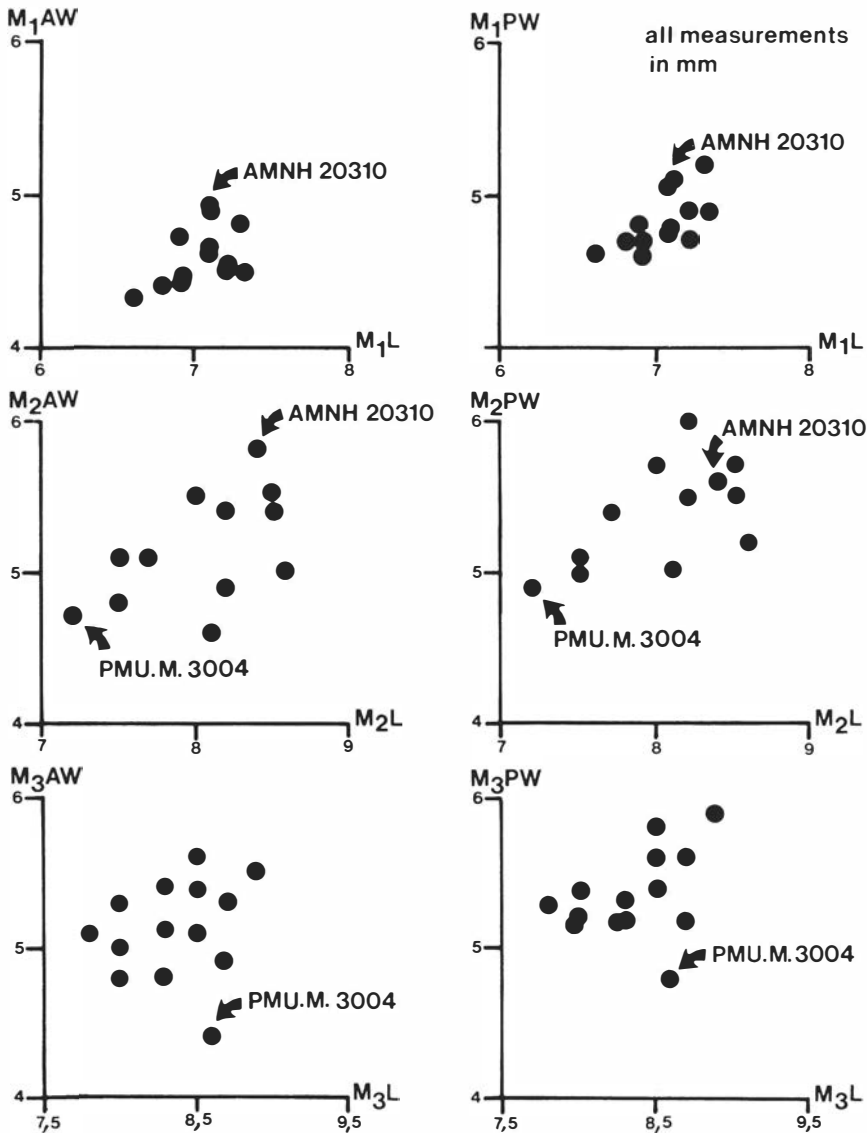 M₁AW
6
5
4
6
7
8
M₁L
AMNH 20310
M₁PW
all measurements
in mm
6
5
6
7
8
M₁L
AMNH 20310
M₂AW
6
5
4
7
8
9
M₂L
AMNH 20310
PMU.M. 3004
M₂PW
6
5
4
7
8
9
M₂L
AMNH 20310
PMU.M. 3004
M₃AW
6
5
4
7,5
8,5
9,5
M₃L
PMU.M. 3004
M₃PW
6
5
4
7,5
8,5
9,5
M₃L
PMU.M. 3004